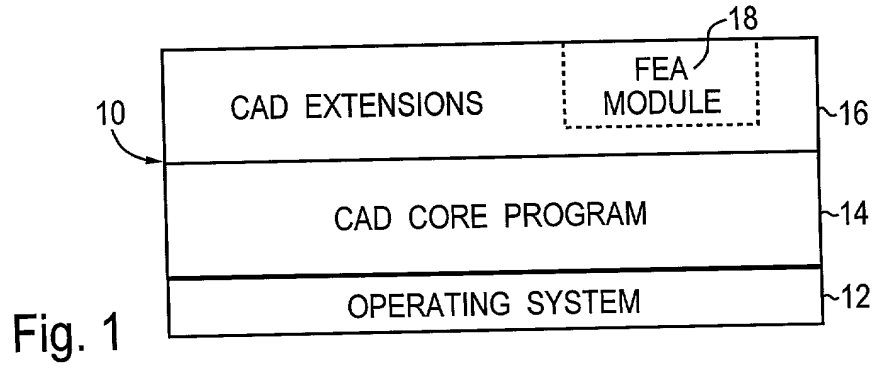 18
FEA
MODULE
CAD EXTENSIONS
10
16
CAD CORE PROGRAM
14
OPERATING SYSTEM
12
Fig. 1